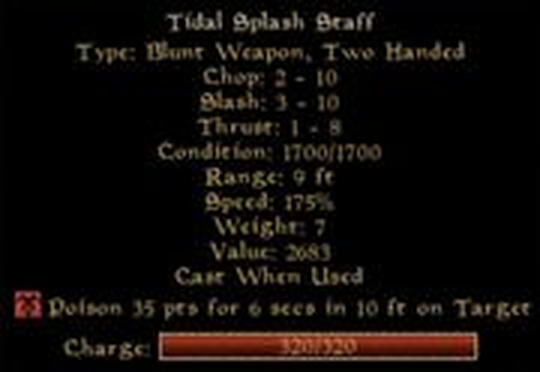 Tidal Splash Staff
Type: Blunt Weapon, Two Handed
Chop: 2 - 10
Slash: 3 - 10
Thrust: 1 - 8
Condition: 1700/1700
Range: 9 ft
Speed: 175%
Weight: 7
Value: 2683
Cast When Used
Poison 35 pts for 6 secs in 10 ft on Target
Charge: 320/320